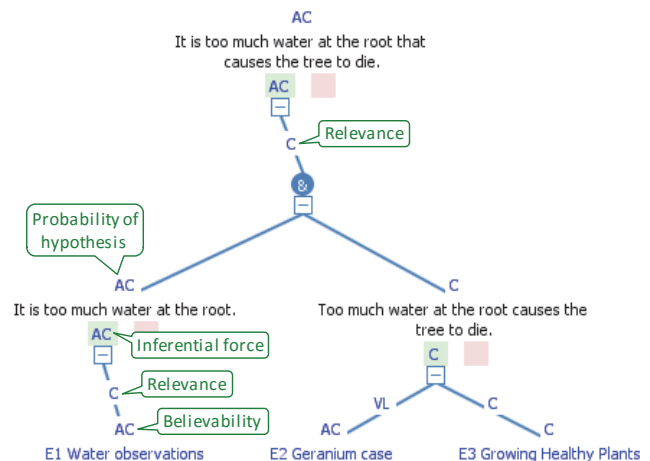 AC
It is too much water at the root that
causes the tree to die.
AC
C
Relevance
&
Probability of
hypothesis
AC
C
It is too much water at the root.
Too much water at the root causes the
tree to die.
AC
Inferential force
C
C
Relevance
VL
C
AC
Believability
AC
C
E1 Water observations
E2 Geranium case
E3 Growing Healthy Plants